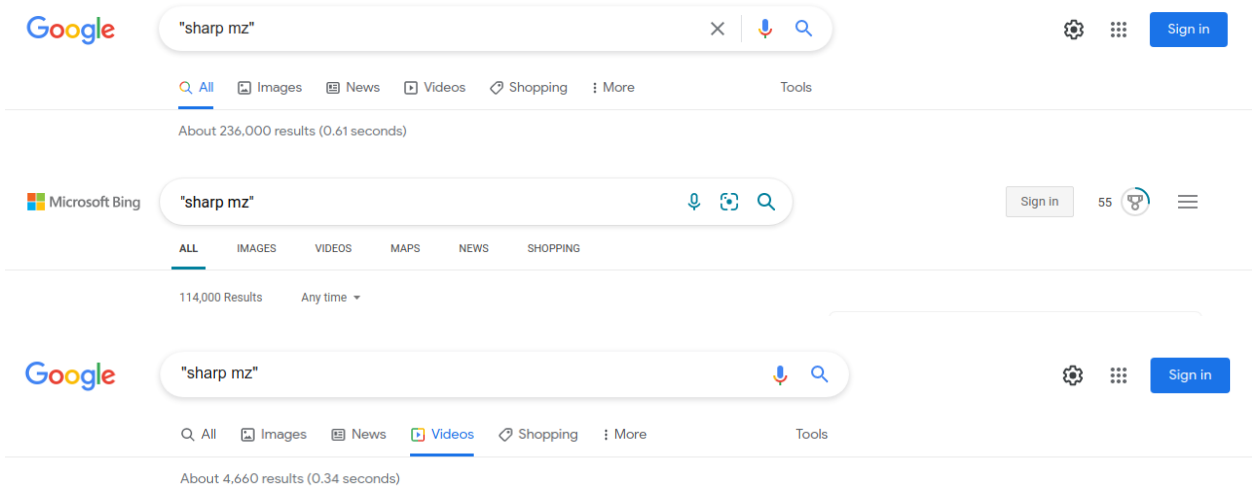 Google "sharp mz" Sign in
All Images News Videos Shopping More Tools
About 236,000 results (0.61 seconds)
Microsoft Bing "sharp mz" Sign in 55
ALL IMAGES VIDEOS MAPS NEWS SHOPPING
114,000 Results Any time
Google "sharp mz" Sign in
All Images News Videos Shopping More Tools
About 4,660 results (0.34 seconds)